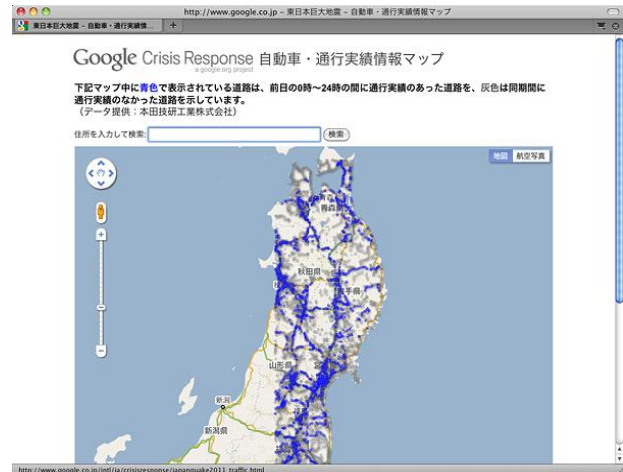 http://www.google.co.jp – 東日本巨大地震 – 自動車・通行実績情報マップ
東日本巨大地震 – 自動車・通行実績情...
Google Crisis Response 自動車・通行実績情報マップ
a google.org project
下記マップ中に青色で表示されている道路は、前日の0時〜24時の間に通行実績のあった道路を、灰色は同期間に
通行実績のなかった道路を示しています。
（データ提供：本田技研工業株式会社）
住所を入力して検索:
検索
地図
航空写真
青森県
秋田県
山形県
新潟
新潟県
http://www.google.co.jp/intl/ja/crisisresponse/japanquake2011_traffic.html